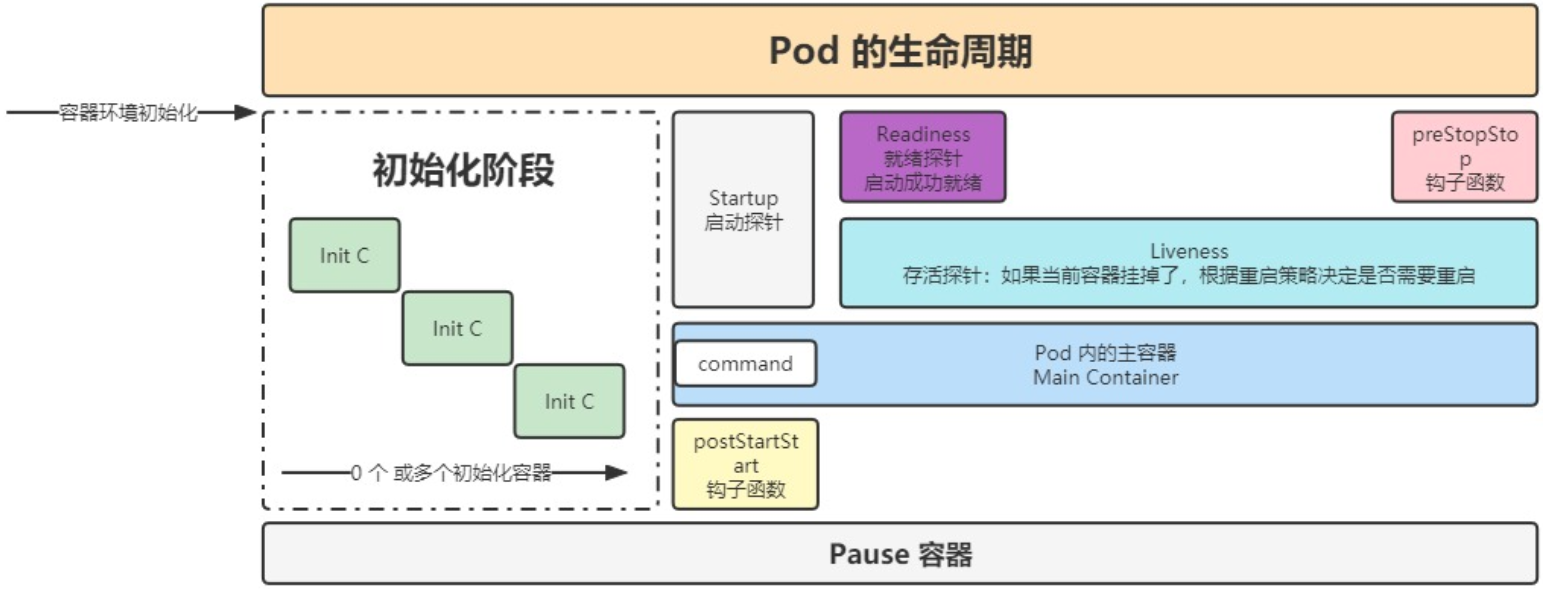 Pod 的生命周期
容器环境初始化
初始化阶段
Init C
Init C
Init C
0 个 或多个初始化容器
Startup
启动探针
Readiness
就绪探针
启动成功就绪
preStopSto
p
钩子函数
Liveness
存活探针：如果当前容器挂掉了，根据重启策略决定是否需要重启
command
Pod 内的主容器
Main Container
postStartSt
art
钩子函数
Pause 容器